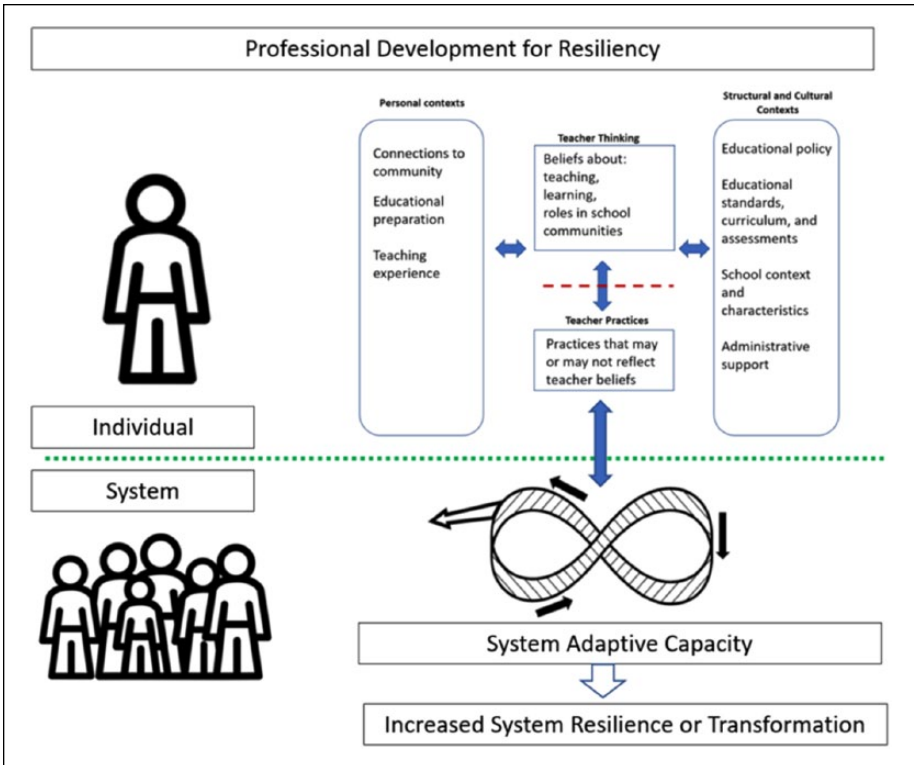 Professional Development for Resiliency
Personal contexts
Connections to
community
Educational
preparation
Teaching
experience
Teacher Thinking
Beliefs about:
teaching,
learning,
roles in school
communities
Teacher Practices
Practices that may
or may not reflect
teacher beliefs
Structural and Cultural
Contexts
Educational policy
Educational
standards,
curriculum, and
assessments
School context
and
characteristics
Administrative
support
Individual
System
System Adaptive Capacity
Increased System Resilience or Transformation